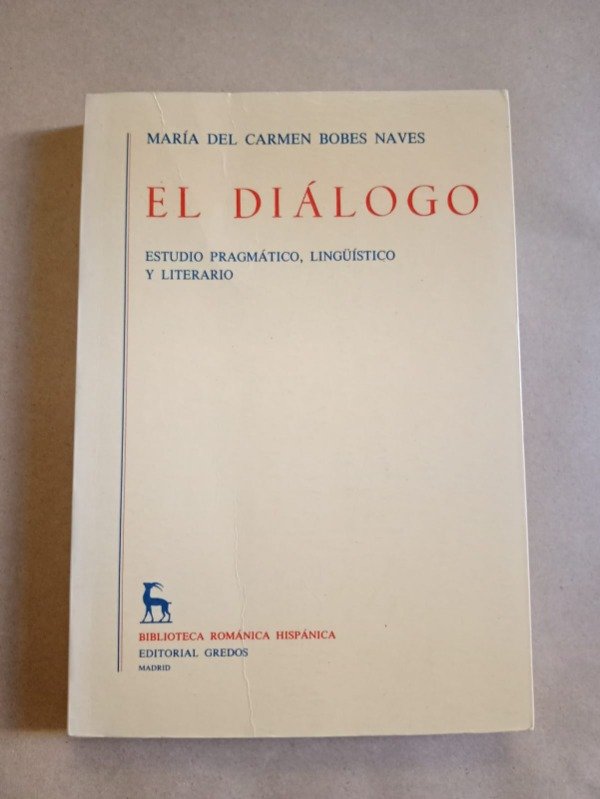 MARÍA DEL CARMEN BOBES NAVES
EL DIÁLOGO
ESTUDIO PRAGMÁTICO, LINGÜÍSTICO
Y LITERARIO
BIBLIOTECA ROMÁNICA HISPÁNICA
EDITORIAL GREDOS
MADRID